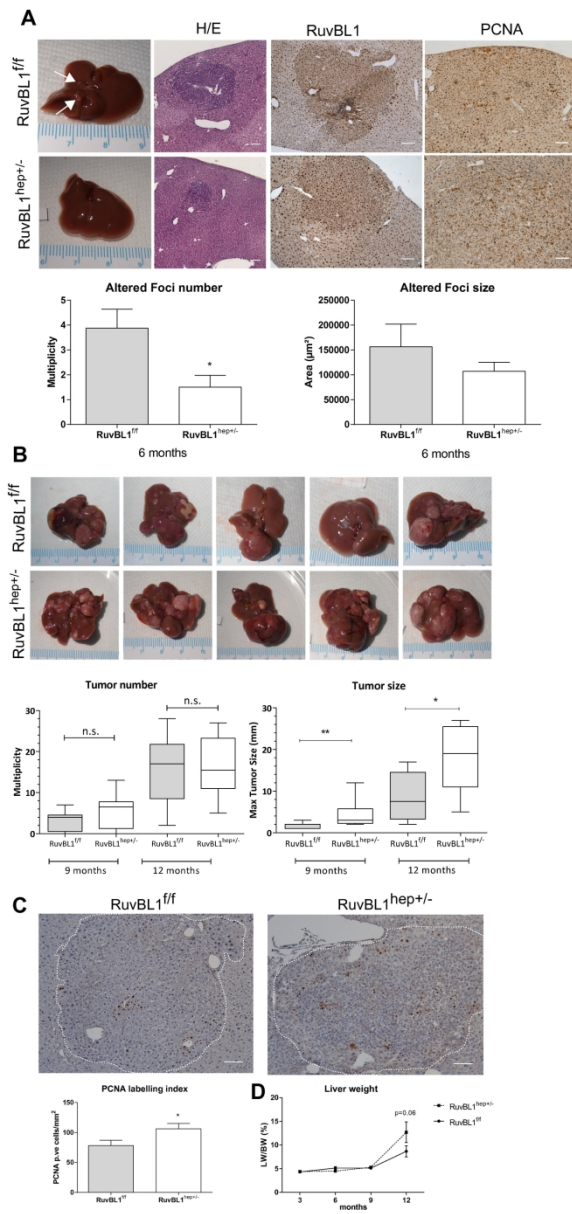 A
H/E
RuvBL1
PCNA
RuvBL1f/f
RuvBL1hep+/-
Altered Foci number
Multiplicity
5
4
3
2
1
0
*
RuvBL1f/f
RuvBL1hep+/-
6 months
Altered Foci size
Area (µm²)
250000
200000
150000
100000
50000
0
RuvBL1f/f
RuvBL1hep+/-
6 months
B
RuvBL1f/f
RuvBL1hep+/-
Tumor number
Multiplicity
30
20
10
0
n.s.
n.s.
RuvBL1f/f
RuvBL1hep+/-
RuvBL1f/f
RuvBL1hep+/-
9 months
12 months
Tumor size
Max Tumor Size (mm)
30
20
10
0
**
*
RuvBL1f/f
RuvBL1hep+/-
RuvBL1f/f
RuvBL1hep+/-
9 months
12 months
C
RuvBL1f/f
RuvBL1hep+/-
PCNA labelling index
PCNA p.ve cells/mm²
150
100
50
0
*
RuvBL1f/f
RuvBL1hep+/-
D
Liver weight
LW/BW (%)
20
15
10
5
0
p=0.06
RuvBL1hep+/-
RuvBL1f/f
3
6
9
12
months